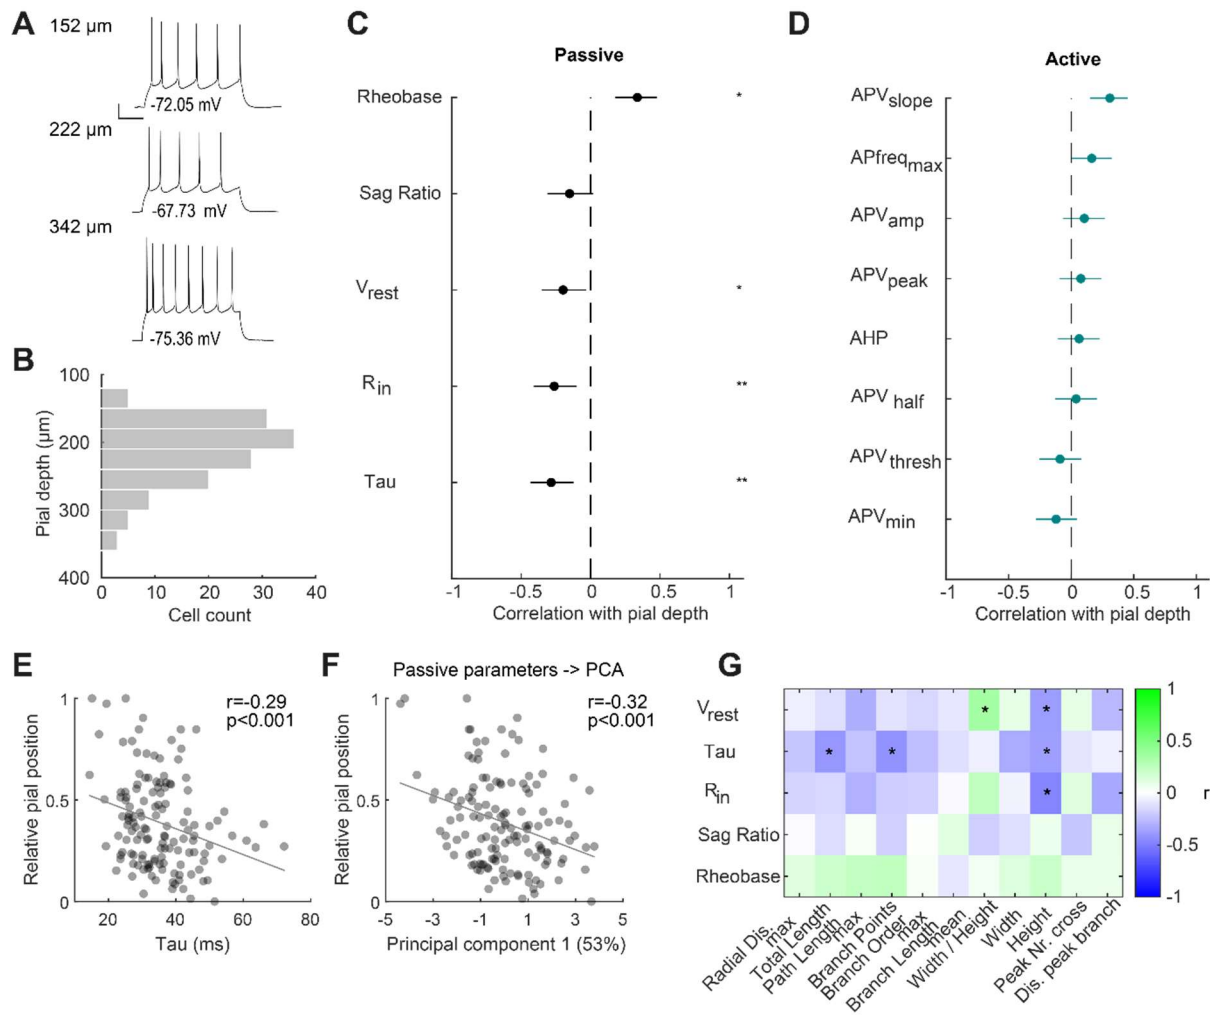 A
152 µm
-72.05 mV
222 µm
-67.73 mV
342 µm
-75.36 mV
B
100
200
300
400
Pial depth (µm)
0
10
20
30
40
Cell count
C
Passive
Rheobase
*
Sag Ratio
Vrest
*
Rin
**
Tau
**
-1
-0.5
0
0.5
1
Correlation with pial depth
D
Active
APVslope
APfreqmax
APVamp
APVpeak
AHP
APV half
APVthresh
APVmin
-1
-0.5
0
0.5
1
Correlation with pial depth
E
r=-0.29
p<0.001
1
0.5
0
Relative pial position
20
40
60
80
Tau (ms)
F
Passive parameters -> PCA
r=-0.32
p<0.001
1
0.5
0
Relative pial position
-5
-3
-1
1
3
5
Principal component 1 (53%)
G
Vrest
* *
Tau
* * *
Rin
*
Sag Ratio
Rheobase
Radial Dis. max
Total Length
Path Length max
Branch Points
Branch Order max
Branch Length mean
Width / Height
Width
Height
Peak Nr. cross
Dis. peak branch
1
0.5
0
-0.5
-1
r